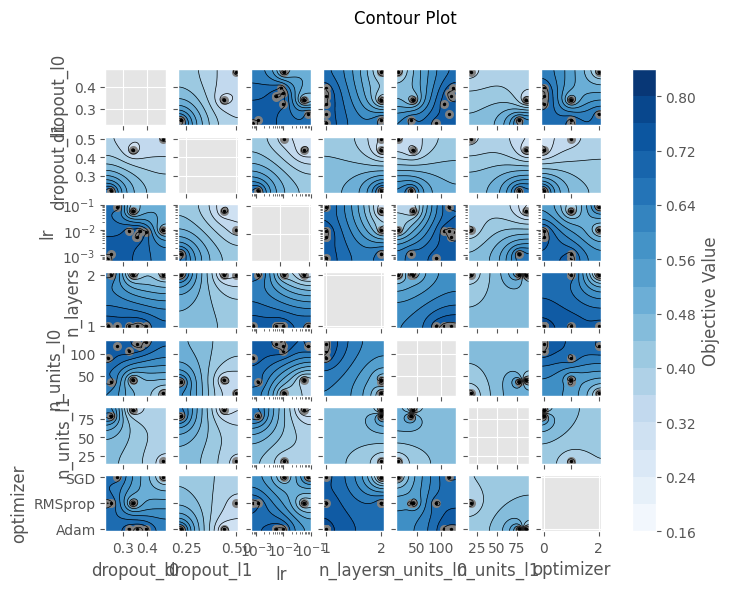 Contour Plot
dropout_l0
0.4
0.3
dropout_l1
0.5
0.4
0.3
lr
10⁻¹
10⁻²
10⁻³
n_layers
2
1
n_units_l0
100
50
n_units_l1
75
50
25
optimizer
SGD
RMSprop
Adam
0.3 0.4
dropout_l0
0.25 0.50
dropout_l1
10⁻³ 10⁻² 10⁻¹
lr
1 2
n_layers
50 100
n_units_l0
25 50 75
n_units_l1
0 2
optimizer
0.80
0.72
0.64
0.56
0.48
0.40
0.32
0.24
0.16
Objective Value